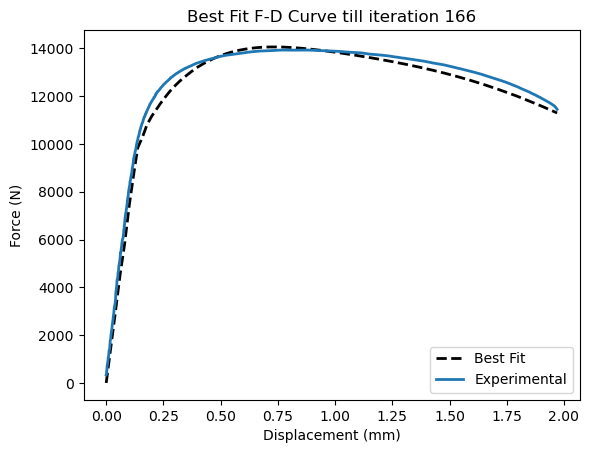 Best Fit F-D Curve till iteration 166
14000
12000
10000
8000
6000
4000
2000
0
Force (N)
0.00 0.25 0.50 0.75 1.00 1.25 1.50 1.75 2.00
Displacement (mm)
Best Fit
Experimental